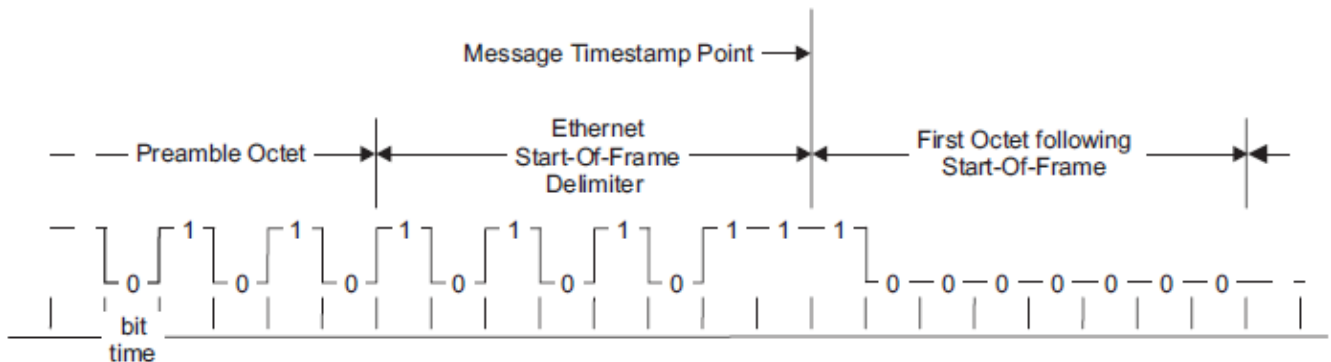 Message Timestamp Point
Preamble Octet
Ethernet
Start-Of-Frame
Delimiter
First Octet following
Start-Of-Frame
1 1 1 1 1 1 1 1
0 0 0 0 0 0 0 0 0 0 0 0 0
bit
time